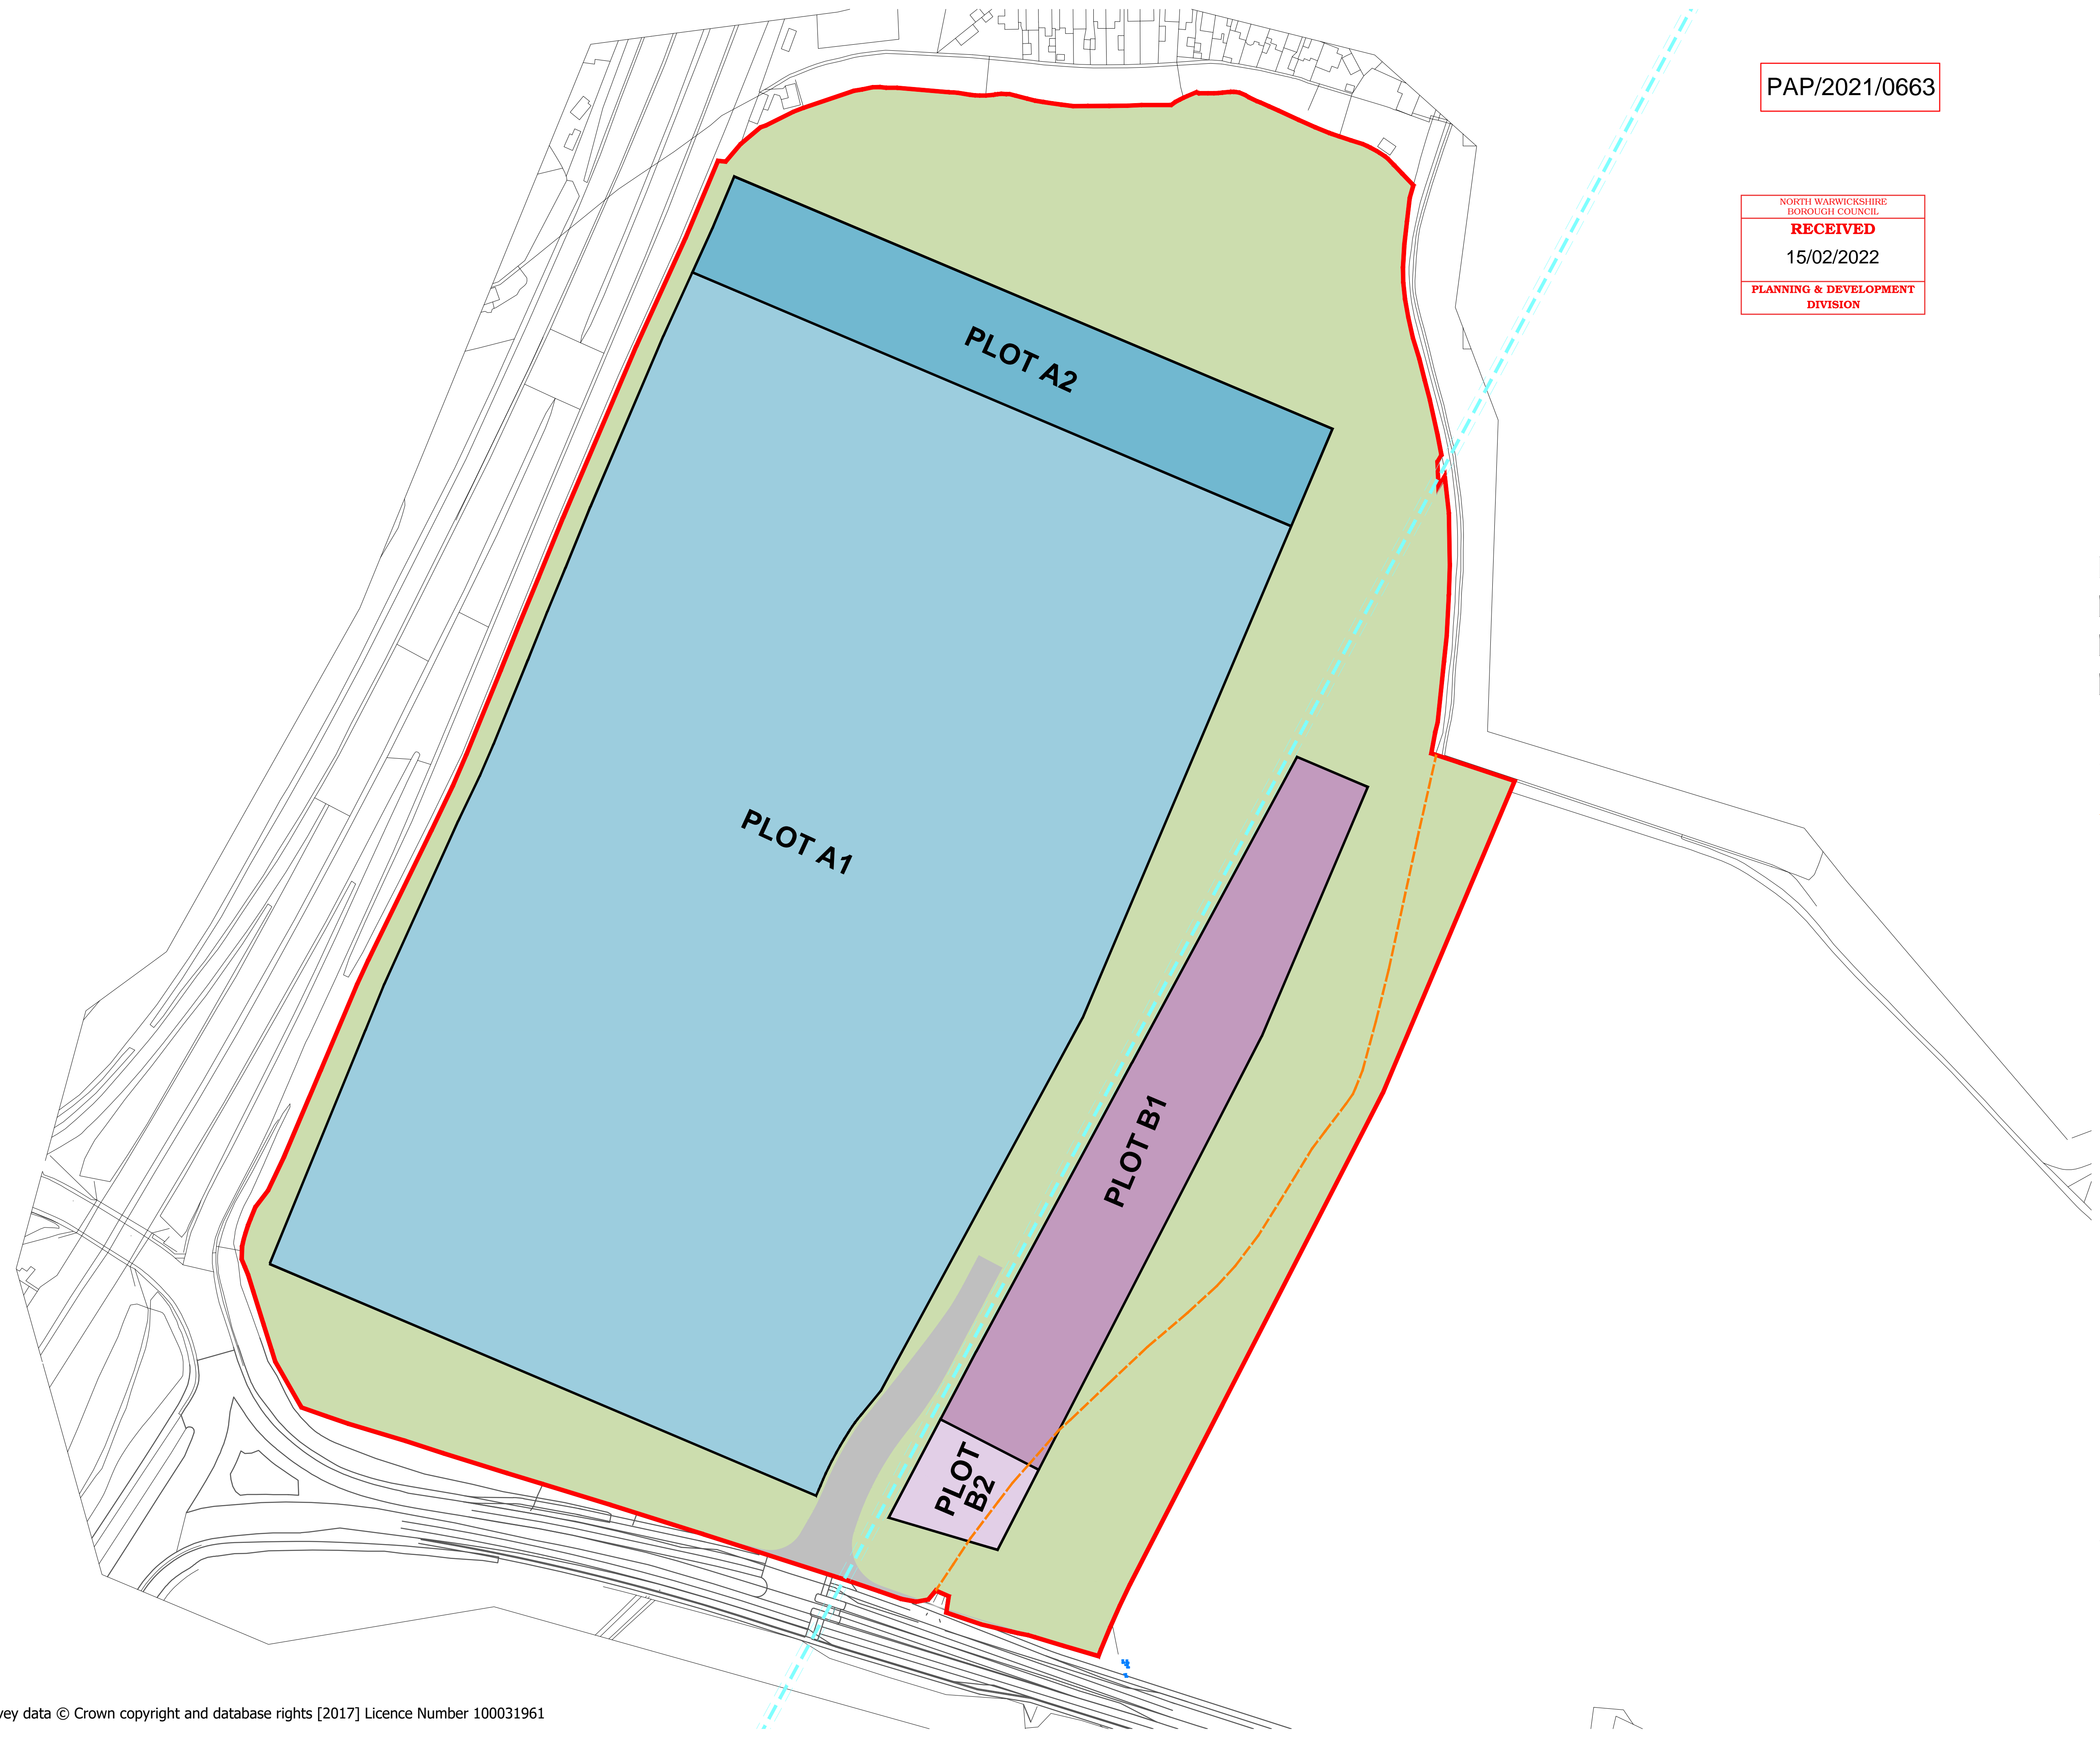 PAP/2021/0663
NORTH WARWICKSHIRE
BOROUGH COUNCIL
RECEIVED
15/02/2022
PLANNING & DEVELOPMENT
DIVISION
PLOT A2
PLOT A1
PLOT B1
PLOT
B2
vey data © Crown copyright and database rights [2017] Licence Number 100031961